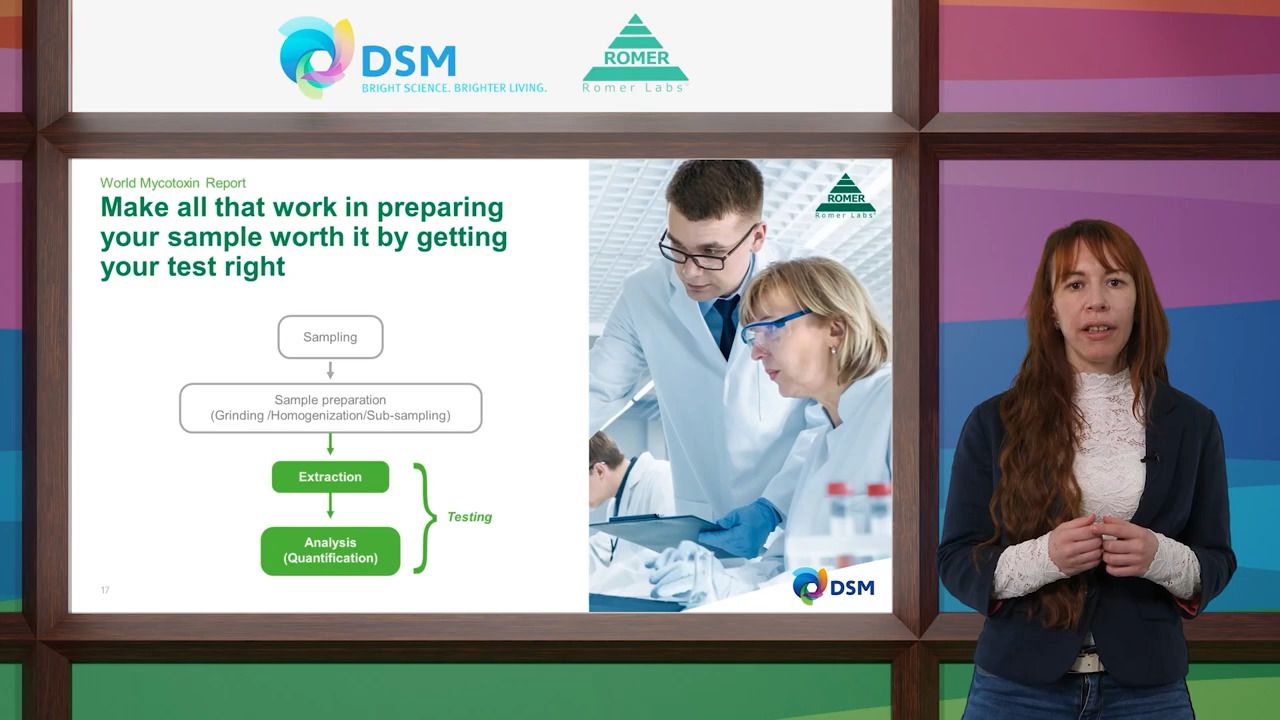 DSM
BRIGHT SCIENCE. BRIGHTER LIVING.
ROMER
Romer Labs
World Mycotoxin Report
Make all that work in preparing
your sample worth it by getting
your test right
Sampling
Sample preparation
(Grinding /Homogenization/Sub-sampling)
Extraction
Analysis
(Quantification)
Testing
17
ROMER
Romer Labs
DSM